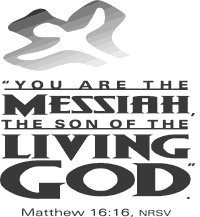 “YOU ARE THE
MESSIAH,
THE SON OF THE
LIVING
GOD”.
Matthew 16:16, NRSV